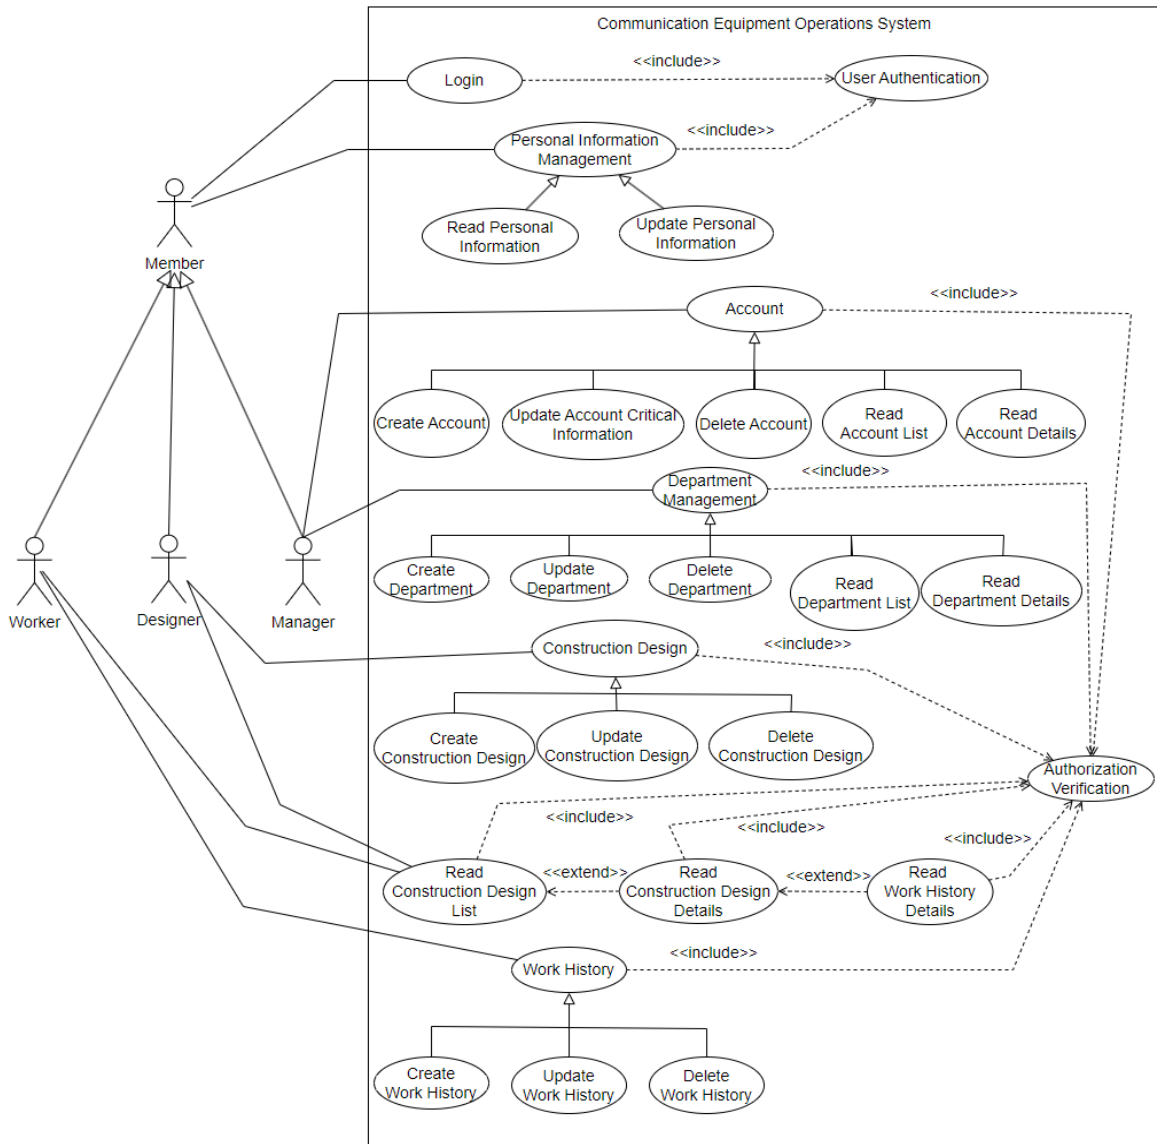 Communication Equipment Operations System
Login
<<include>>
User Authentication
Personal Information
Management
<<include>>
Read Personal
Information
Update Personal
Information
Member
Account
<<include>>
Create Account
Update Account Critical
Information
Delete Account
Read
Account List
Read
Account Details
Department
Management
<<include>>
Create
Department
Update
Department
Delete
Department
Read
Department List
Read
Department Details
Worker
Designer
Manager
Construction Design
<<include>>
Create
Construction Design
Update
Construction Design
Delete
Construction Design
Authorization
Verification
<<include>>
<<include>>
<<include>>
Read
Construction Design
List
<<extend>>
Read
Construction Design
Details
<<extend>>
Read
Work History
Details
Work History
<<include>>
Create
Work History
Update
Work History
Delete
Work History